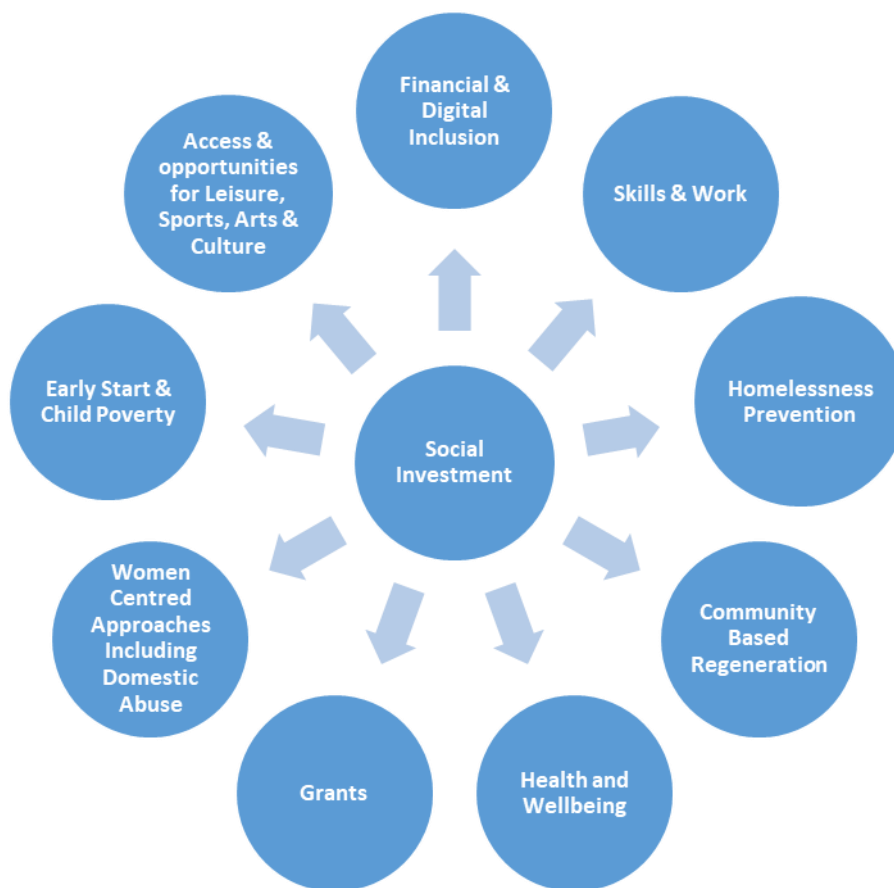 Financial &
Digital
Inclusion
Skills & Work
Homelessness
Prevention
Community
Based
Regeneration
Health and
Wellbeing
Grants
Women
Centred
Approaches
Including
Domestic
Abuse
Early Start &
Child Poverty
Access &
opportunities
for Leisure,
Sports, Arts &
Culture
Social
Investment